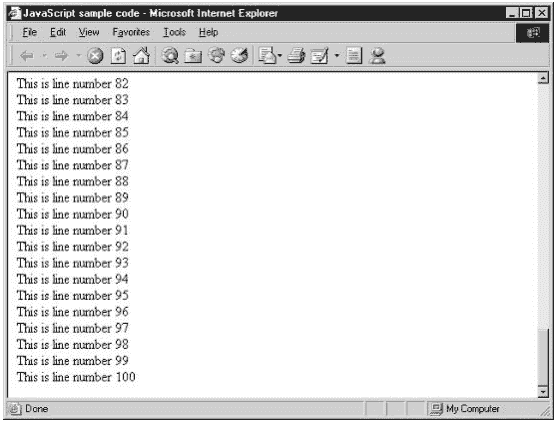 JavaScript sample code - Microsoft Internet Explorer
File Edit View Favorites Tools Help
This is line number 82
This is line number 83
This is line number 84
This is line number 85
This is line number 86
This is line number 87
This is line number 88
This is line number 89
This is line number 90
This is line number 91
This is line number 92
This is line number 93
This is line number 94
This is line number 95
This is line number 96
This is line number 97
This is line number 98
This is line number 99
This is line number 100
Done My Computer